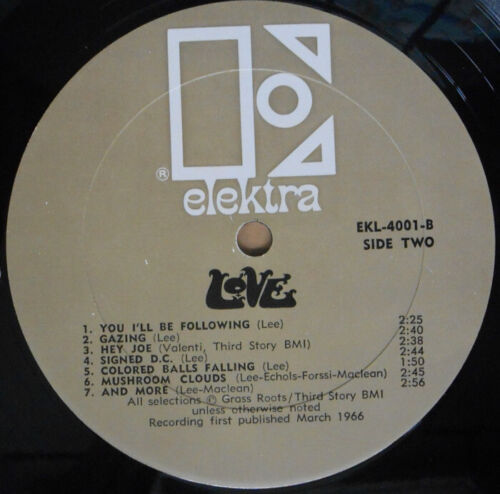 ® elektra
EKL-4001-B
SIDE TWO
LOVE
1. YOU I'LL BE FOLLOWING (Lee) 2:25
2. GAZING (Lee) 2:40
3. HEY JOE (Valenti, Third Story BMI) 2:38
4. SIGNED D.C. (Lee) 2:44
5. COLORED BALLS FALLING (Lee) 1:50
6. MUSHROOM CLOUDS (Lee-Echols-Forssi-Maclean) 2:45
7. AND MORE (Lee-Maclean) 2:56
All selections Ⓟ Grass Roots/Third Story BMI
unless otherwise noted
Recording first published March 1966